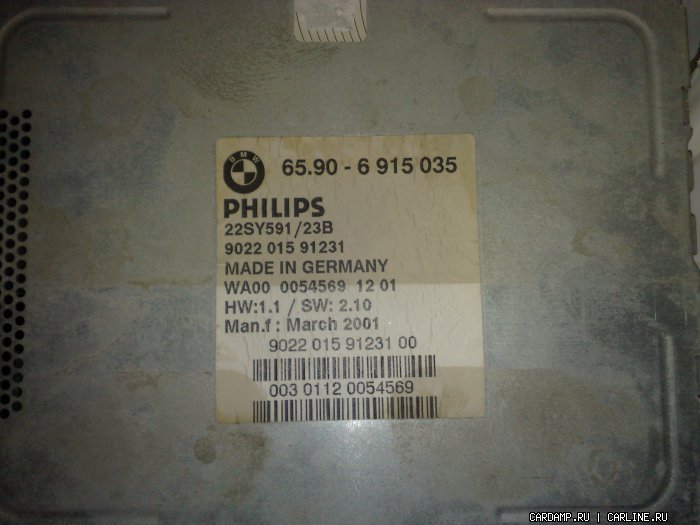 BMW
65.90 - 6 915 035
PHILIPS
22SY591/23B
9022 015 91231
MADE IN GERMANY
WA00 0054569 12 01
HW:1.1 / SW: 2.10
Man.f : March 2001
9022 015 91231 00
003 0112 0054569
CARDAMP.RU | CARLINE.RU